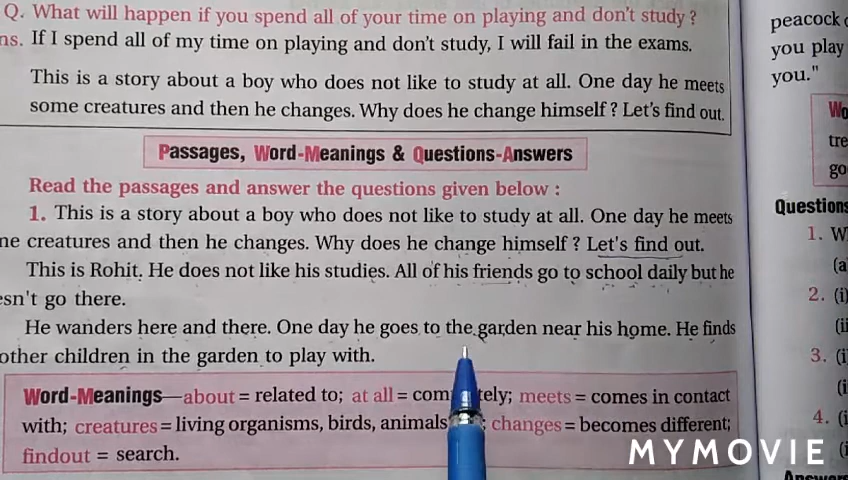 Q. What will happen if you spend all of your time on playing and don't study ?
ns. If I spend all of my time on playing and don't study, I will fail in the exams.
This is a story about a boy who does not like to study at all. One day he meets
some creatures and then he changes. Why does he change himself ? Let's find out.
Passages, Word-Meanings & Questions-Answers
Read the passages and answer the questions given below :
1. This is a story about a boy who does not like to study at all. One day he meets
ne creatures and then he changes. Why does he change himself ? Let's find out.
This is Rohit. He does not like his studies. All of his friends go to school daily but he
esn't go there.
He wanders here and there. One day he goes to the garden near his home. He finds
other children in the garden to play with.
Word-Meanings—about = related to; at all = com tely; meets = comes in contact
with; creatures = living organisms, birds, animals ; changes = becomes different;
findout = search.
peacock
you play
you."
Wo
tre
go
Questions
1. W
(a
2. (i)
(ii
3. (i
(i
4. (i
(i
Answers
MYMOVIE